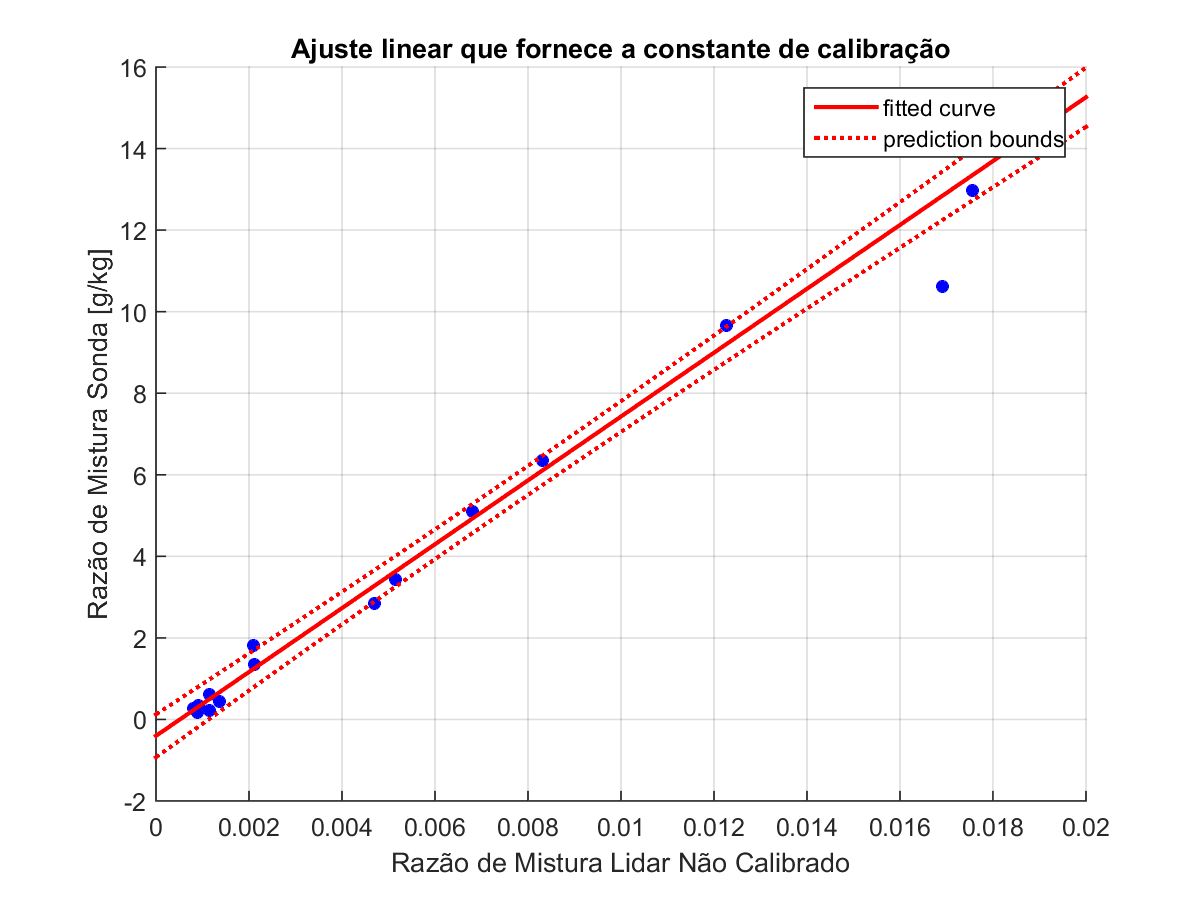 Ajuste linear que fornece a constante de calibração
fitted curve
prediction bounds
Razão de Mistura Sonda [g/kg]
16
14
12
10
8
6
4
2
0
-2
0 0.002 0.004 0.006 0.008 0.01 0.012 0.014 0.016 0.018 0.02
Razão de Mistura Lidar Não Calibrado